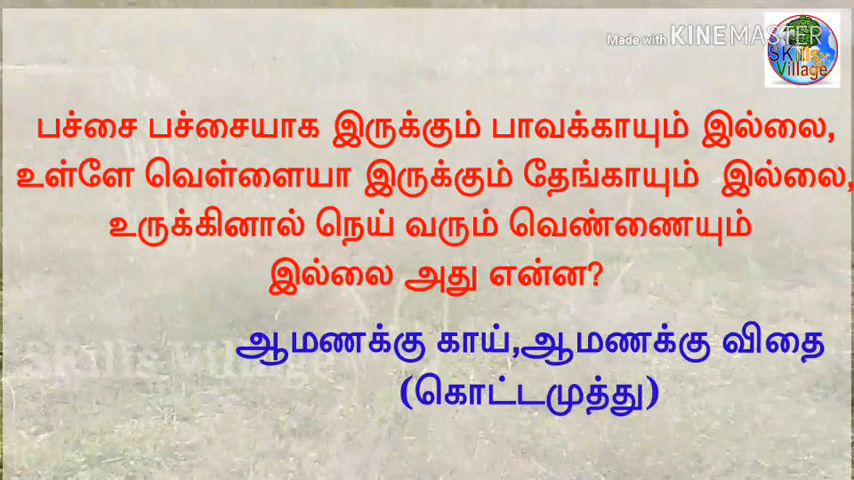 Made with KINEMASTER
Skills
Village
பச்சை பச்சையாக இருக்கும் பாவக்காயும் இல்லை,
உள்ளே வெள்ளையா இருக்கும் தேங்காயும் இல்லை,
உருக்கினால் நெய் வரும் வெண்ணையும்
இல்லை அது என்ன?
ஆமணக்கு காய்,ஆமணக்கு விதை
(கொட்டமுத்து)